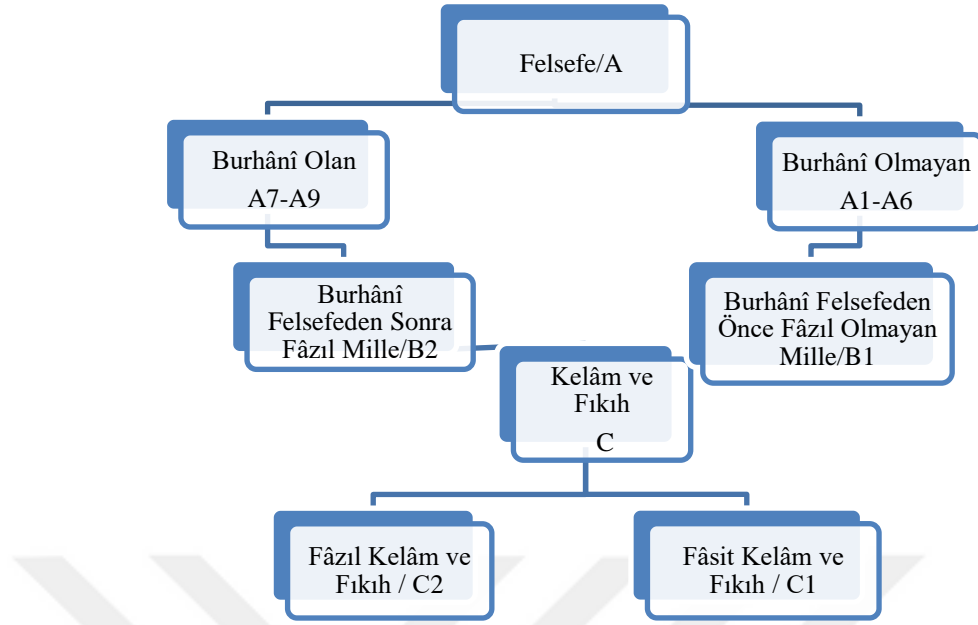 Felsefe/A
Burhânî Olan
A7-A9
Burhânî Olmayan
A1-A6
Burhânî
Felsefeden Sonra
Fâzıl Mille/B2
Burhânî Felsefeden
Önce Fâzıl Olmayan
Mille/B1
Kelâm ve
Fıkıh
C
Fâzıl Kelâm ve
Fıkıh / C2
Fâsit Kelâm ve
Fıkıh / C1